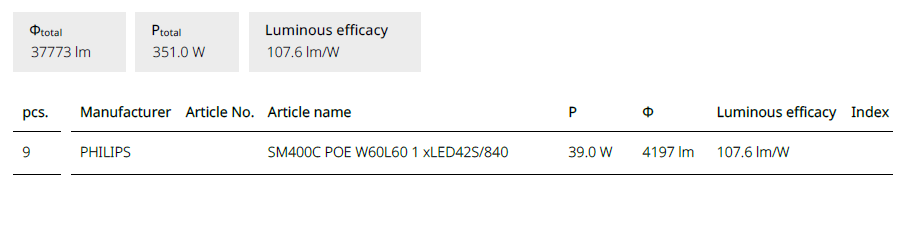 Φtotal Ptotal Luminous efficacy
37773 lm 351.0 W 107.6 lm/W
pcs. Manufacturer Article No. Article name P Φ Luminous efficacy Index
9 PHILIPS SM400C POE W60L60 1 xLED42S/840 39.0 W 4197 lm 107.6 lm/W